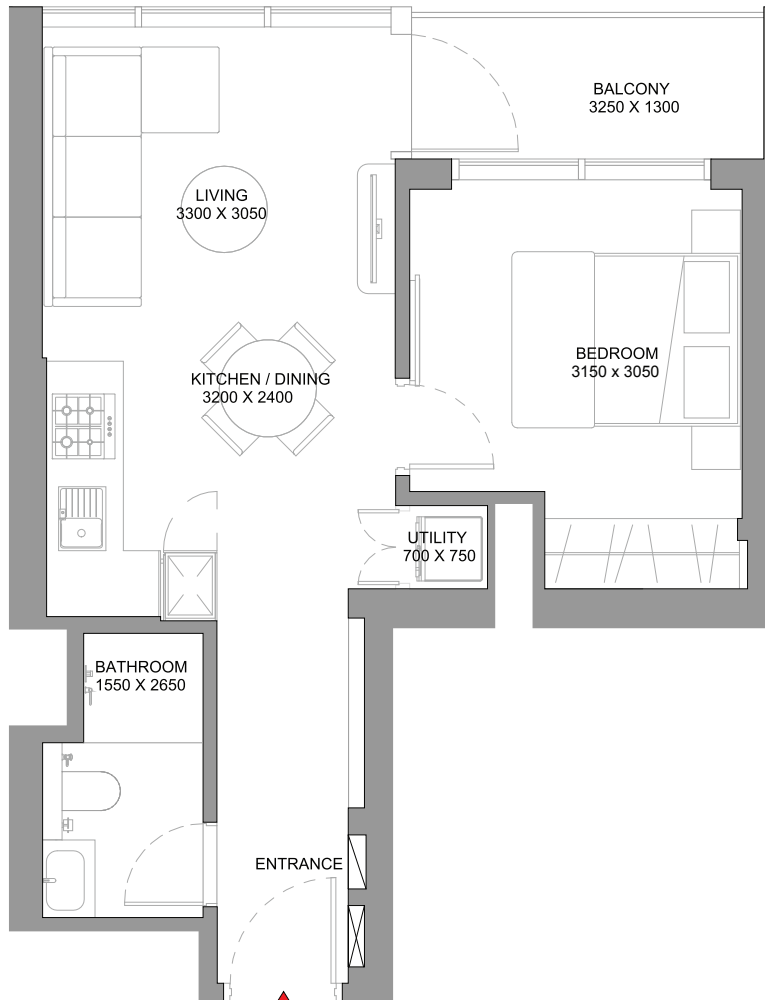 BALCONY
3250 X 1300
LIVING
3300 X 3050
BEDROOM
3150 x 3050
KITCHEN / DINING
3200 X 2400
UTILITY
700 X 750
BATHROOM
1550 X 2650
ENTRANCE